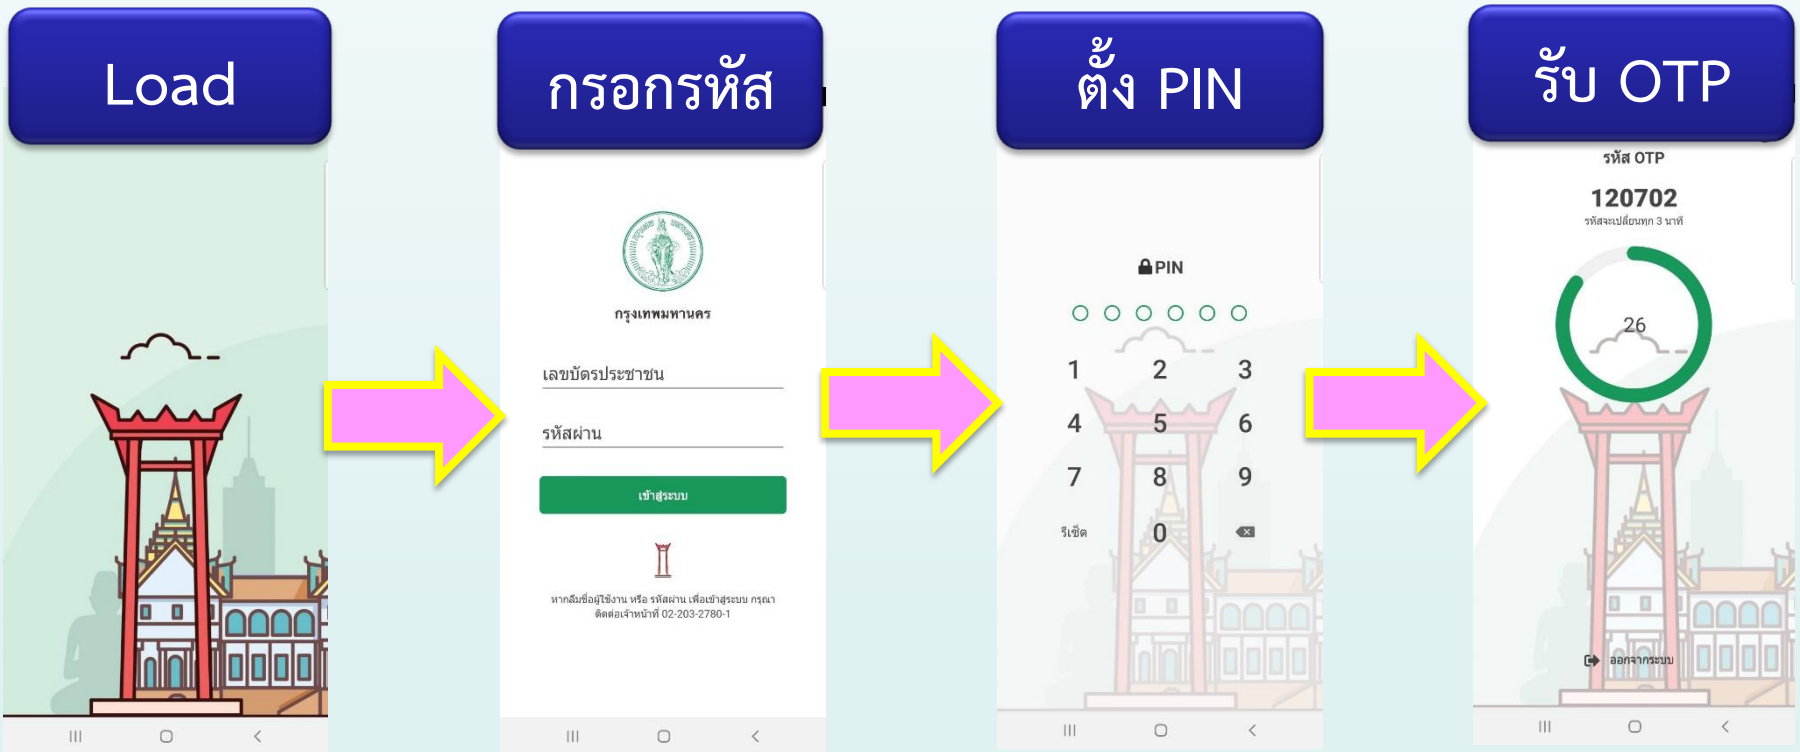 Load
กรอกรหัส
กรุงเทพมหานคร
เลขบัตรประชาชน
รหัสผ่าน
เข้าสู่ระบบ
หากลืมชื่อผู้ใช้งาน หรือ รหัสผ่าน เพื่อเข้าสู่ระบบ กรุณา
ติดต่อเจ้าหน้าที่ 02-203-2780-1
ตั้ง PIN
PIN
1 2 3
4 5 6
7 8 9
รีเซ็ต 0
รับ OTP
รหัส OTP
120702
รหัสจะเปลี่ยนทุก 3 นาที
26
ออกจากระบบ